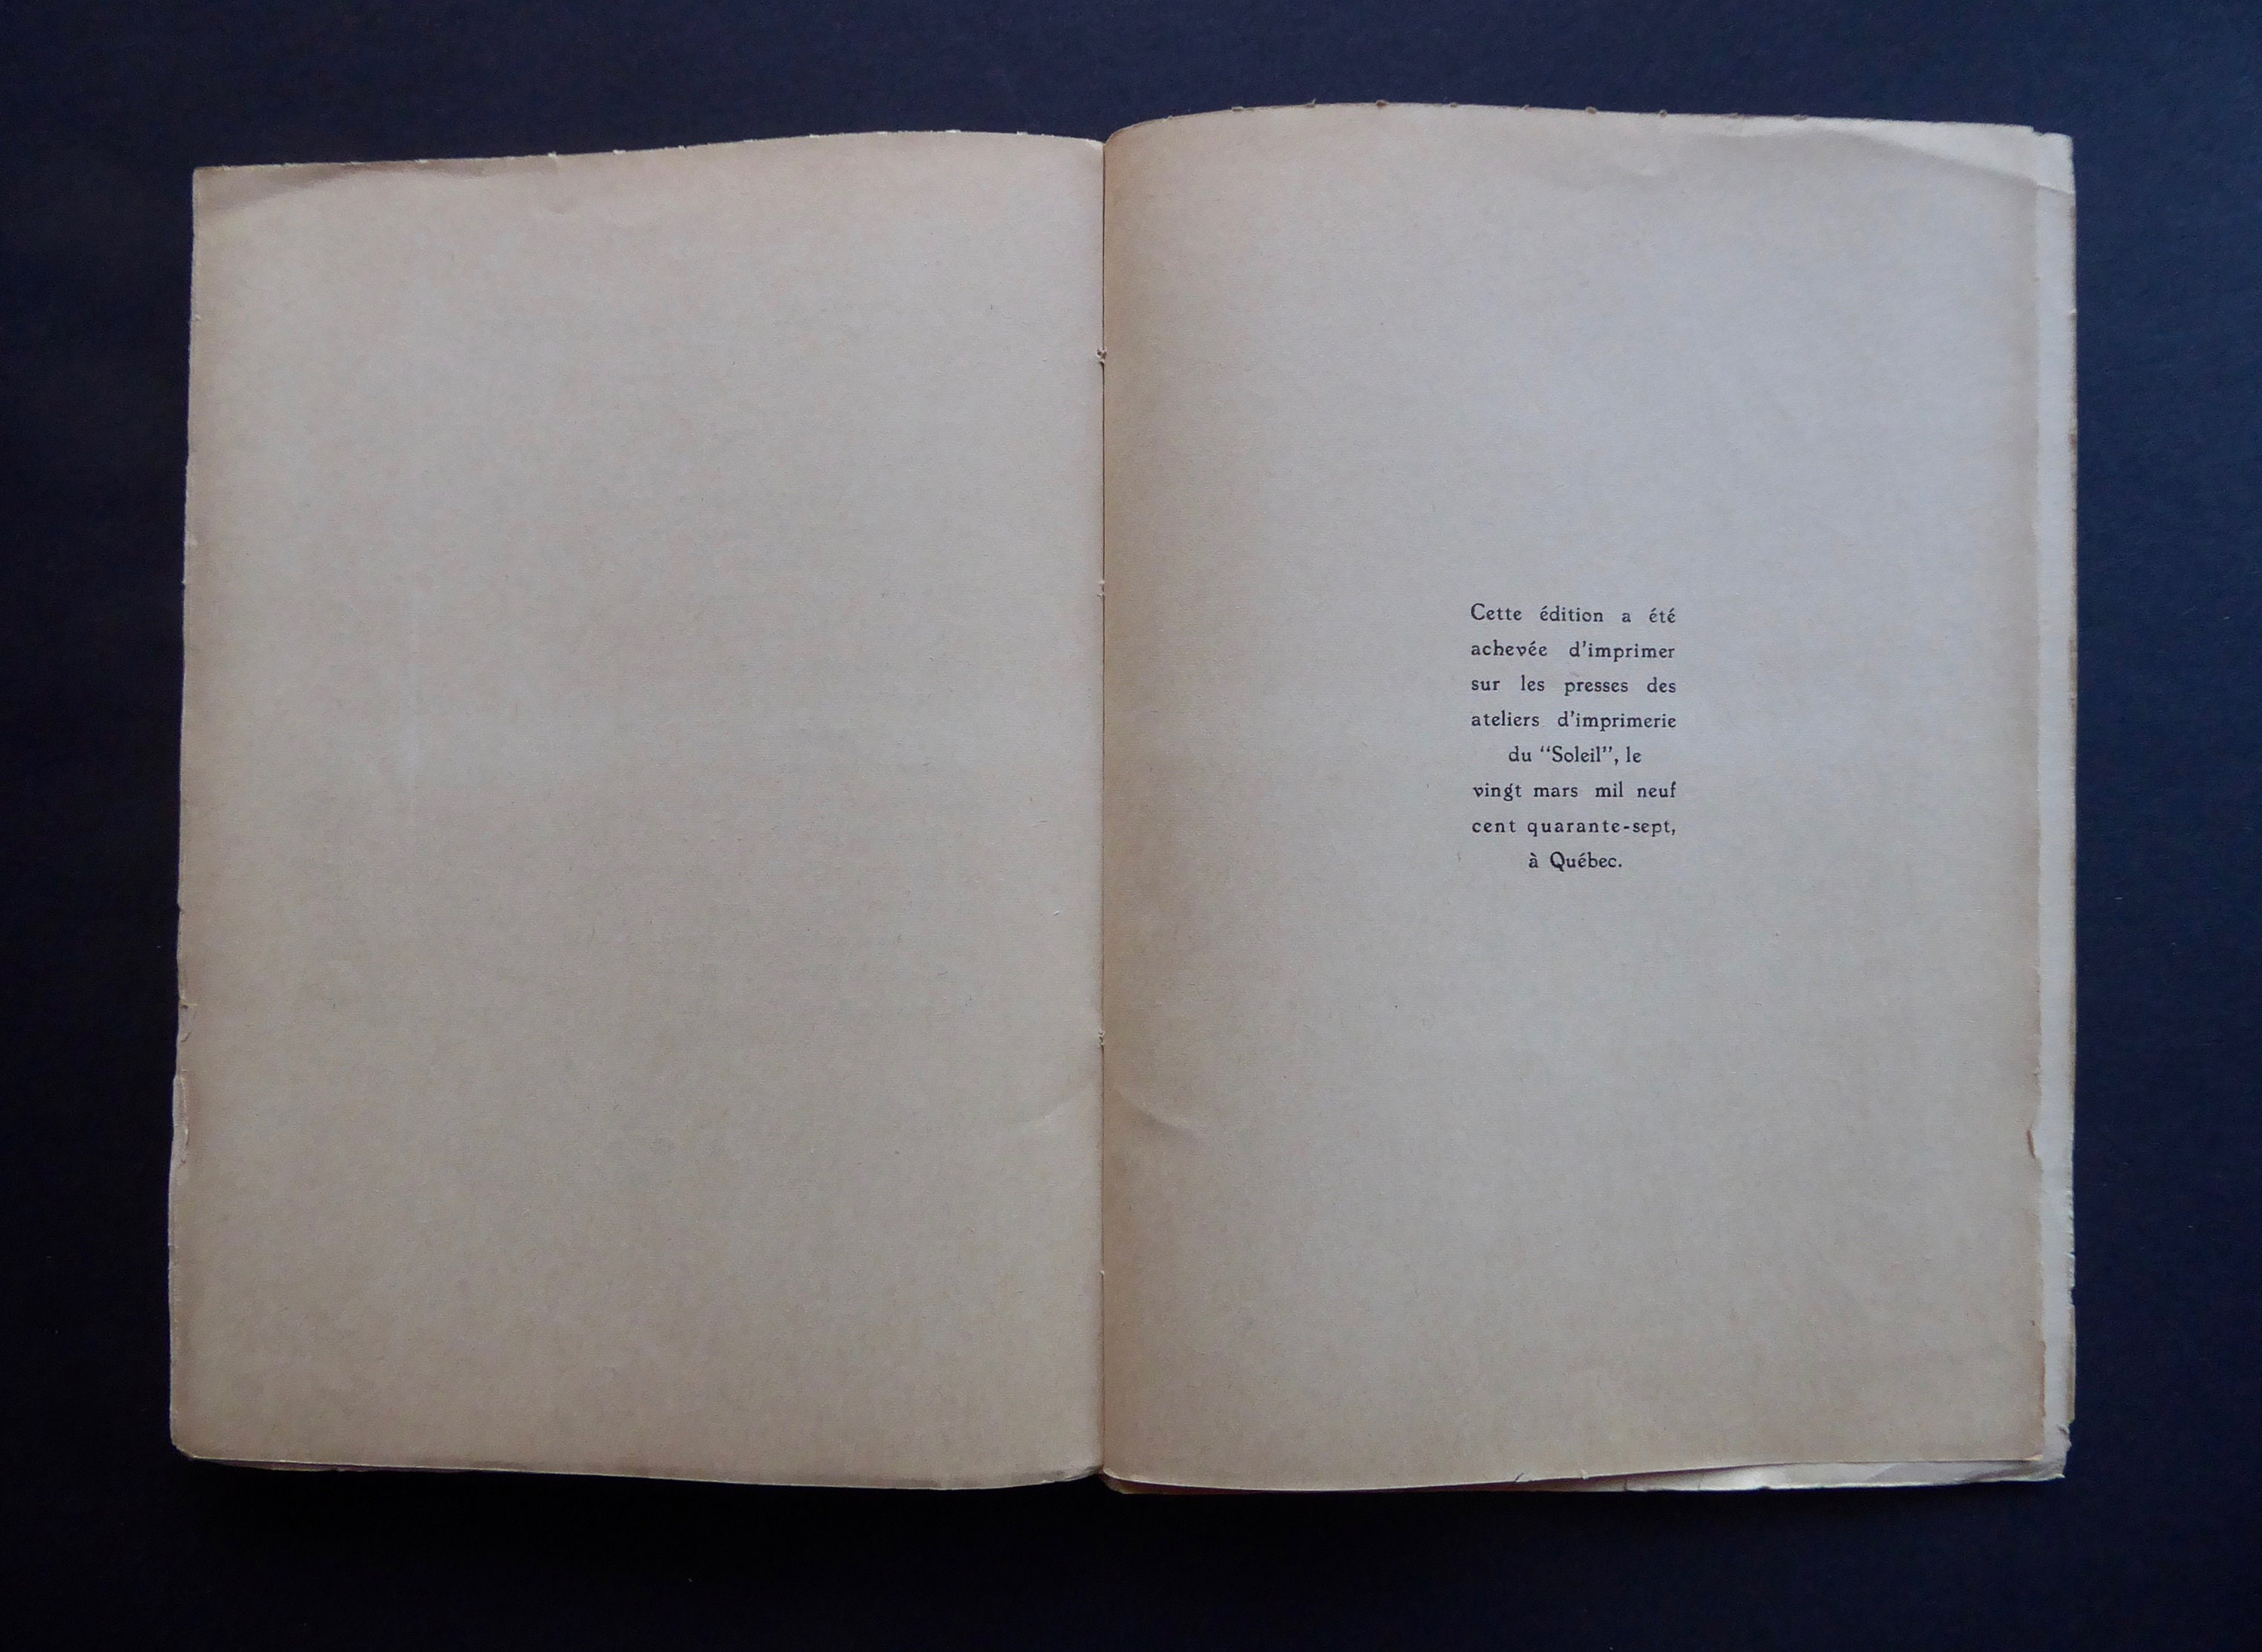 Cette édition a été
achevée d'imprimer
sur les presses des
ateliers d'imprimerie
du “Soleil”, le
vingt mars mil neuf
cent quarante-sept,
à Québec.